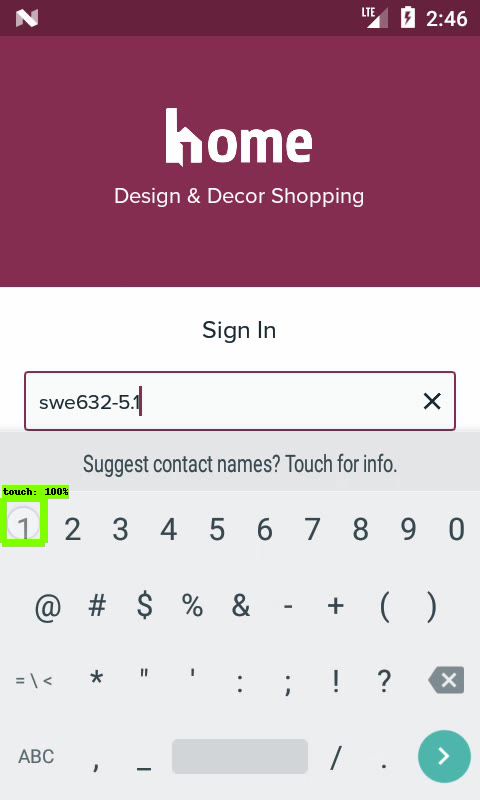 LTE 2:46
home
Design & Decor Shopping
Sign In
swe632-5.1
Suggest contact names? Touch for info.
touch: 100%
1 2 3 4 5 6 7 8 9 0
@ # $ % & - + ( )
= \ < * " ' : ; ! ?
ABC , _ / .